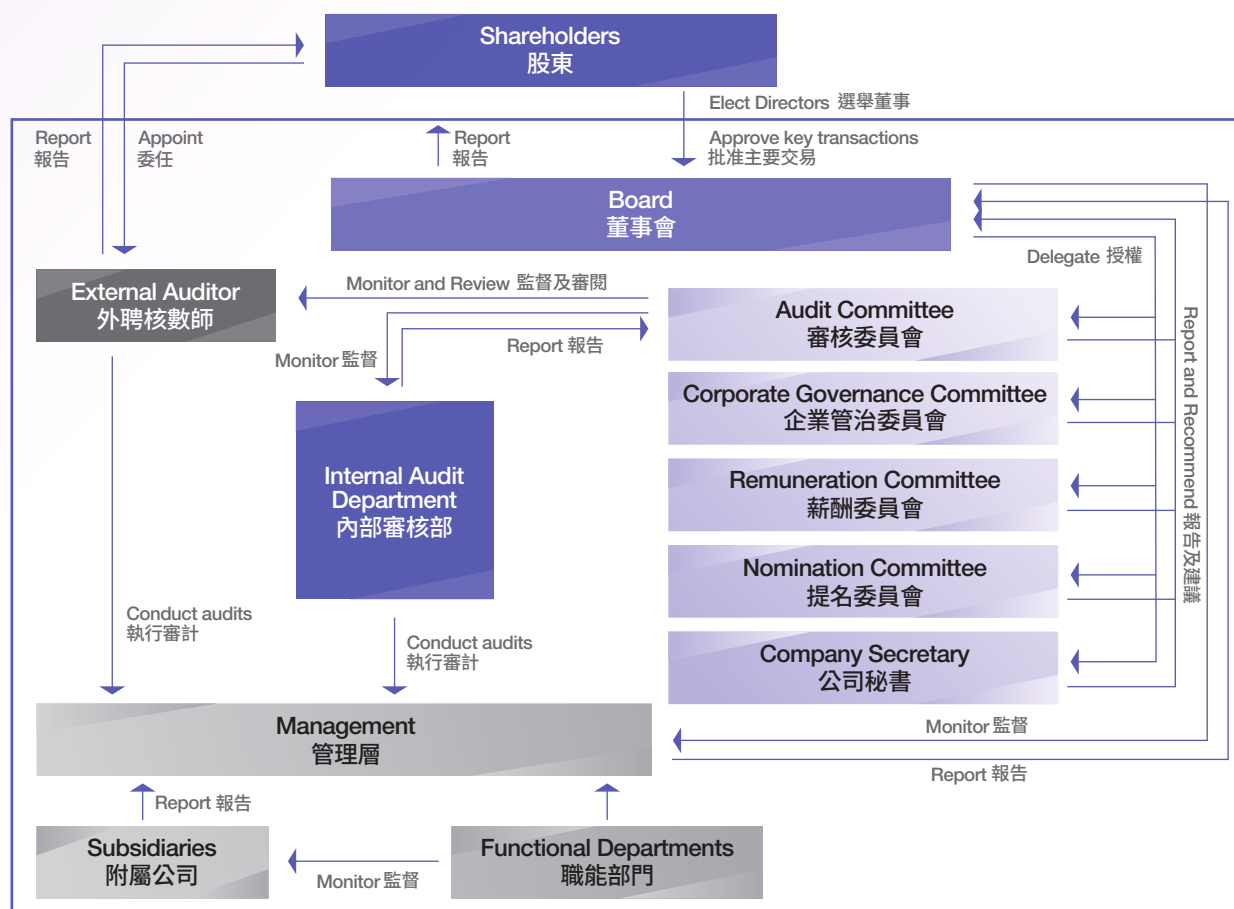 Shareholders
股東
Elect Directors 選舉董事
Report
報告
Appoint
委任
Report
報告
Approve key transactions
批准主要交易
Board
董事會
Delegate 授權
External Auditor
外聘核數師
Monitor and Review 監督及審閱
Audit Committee
審核委員會
Monitor 監督
Report 報告
Report and Recommend 報告及建議
Corporate Governance Committee
企業管治委員會
Internal Audit
Department
內部審核部
Remuneration Committee
薪酬委員會
Nomination Committee
提名委員會
Conduct audits
執行審計
Conduct audits
執行審計
Company Secretary
公司秘書
Management
管理層
Monitor 監督
Report 報告
Report 報告
Subsidiaries
附屬公司
Monitor 監督
Functional Departments
職能部門